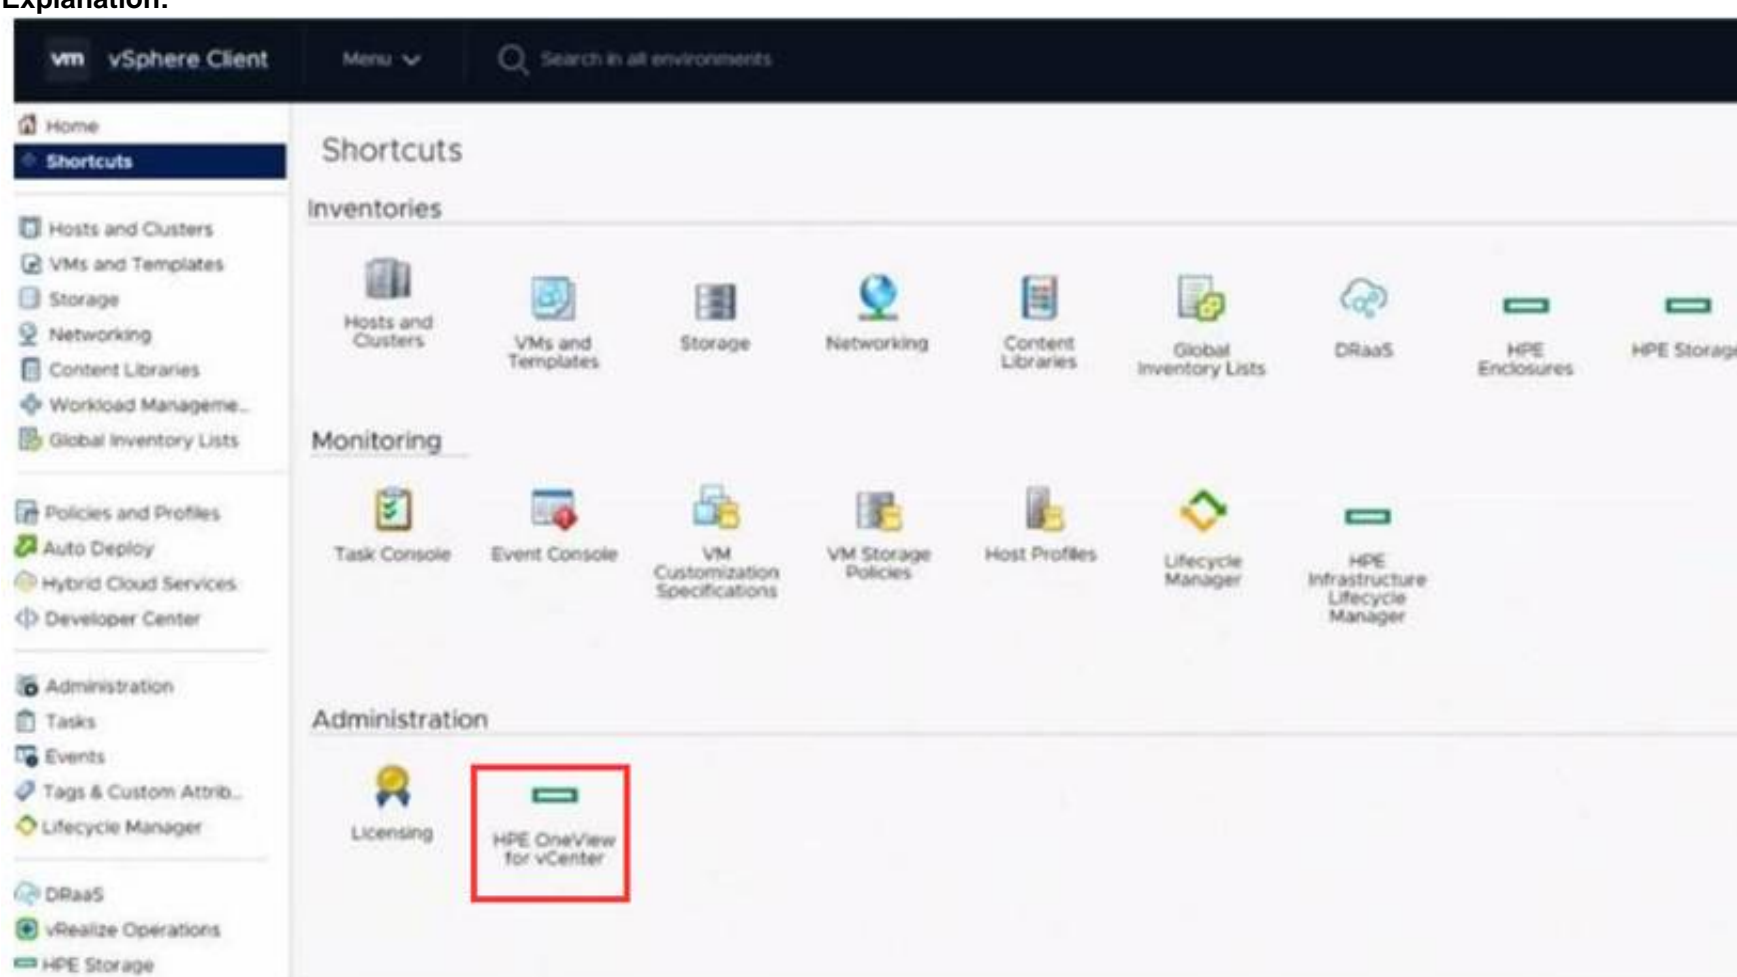 Explanation:
vm vSphere Client Menu Search in all environments
Home
Shortcuts
Hosts and Clusters
VMs and Templates
Storage
Networking
Content Libraries
Workload Manageme...
Global Inventory Lists
Policies and Profiles
Auto Deploy
Hybrid Cloud Services
Developer Center
Administration
Tasks
Events
Tags & Custom Attrib...
Lifecycle Manager
DRaaS
vRealize Operations
HPE Storage
Shortcuts
Inventories
Hosts and
Clusters
VMs and
Templates
Storage
Networking
Content
Libraries
Global
Inventory Lists
DRaaS
HPE
Enclosures
HPE Storage
Monitoring
Task Console
Event Console
VM
Customization
Specifications
VM Storage
Policies
Host Profiles
Lifecycle
Manager
HPE
Infrastructure
Lifecycle
Manager
Administration
Licensing
HPE OneView
for vCenter